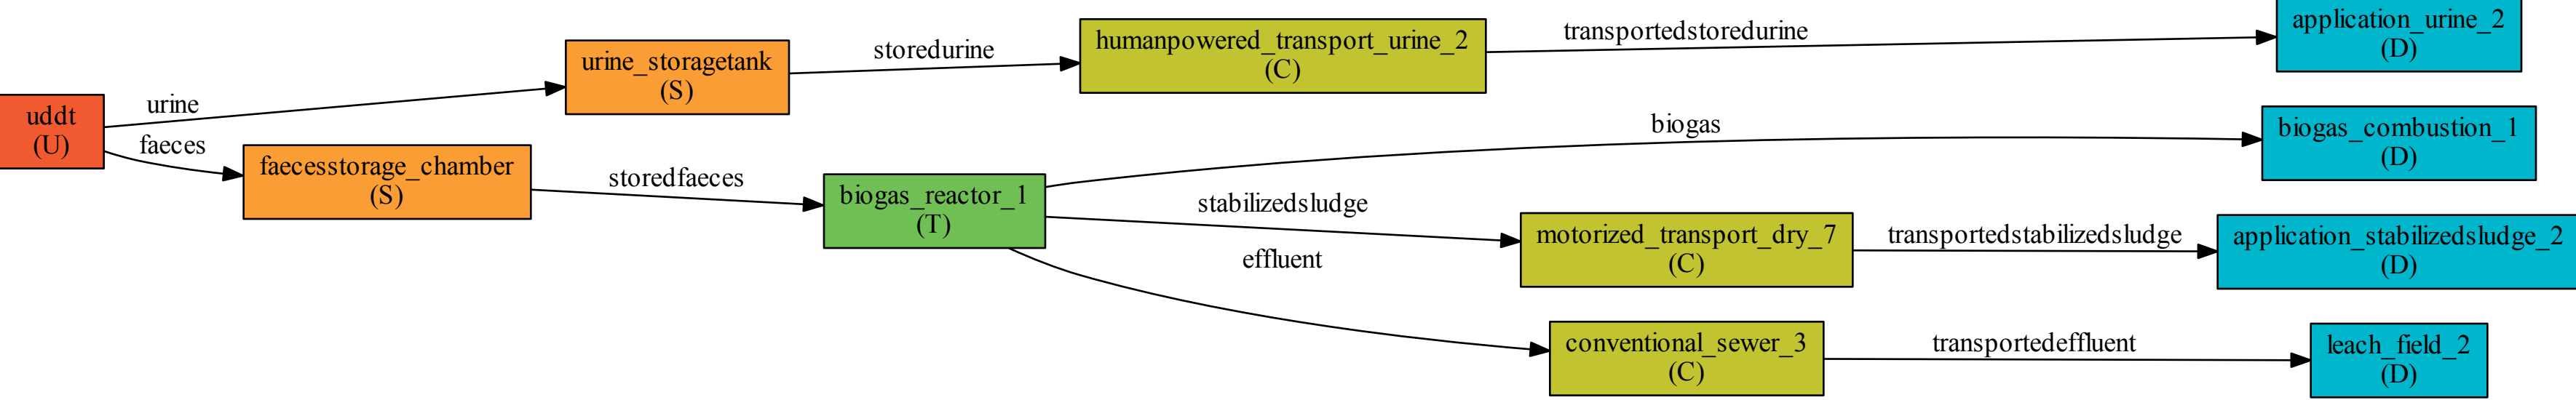 uddt
(U)
urine
faeces
urine_storagetank
(S)
faecesstorage_chamber
(S)
storedurine
storedfaeces
humanpowered_transport_urine_2
(C)
biogas_reactor_1
(T)
transportedstoredurine
biogas
stabilizedsludge
effluent
motorized_transport_dry_7
(C)
conventional_sewer_3
(C)
transportedstabilizedsludge
transportedeffluent
application_urine_2
(D)
biogas_combustion_1
(D)
application_stabilizedsludge_2
(D)
leach_field_2
(D)